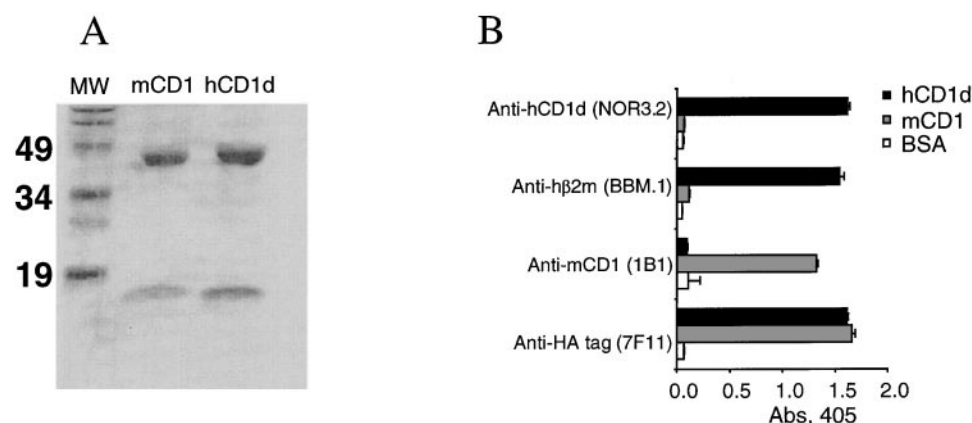 A
MW mCD1 hCD1d
49
34
19
B
Anti-hCD1d (NOR3.2)
Anti-hβ2m (BBM.1)
Anti-mCD1 (1B1)
Anti-HA tag (7F11)
hCD1d
mCD1
BSA
0.0 0.5 1.0 1.5 2.0
Abs. 405